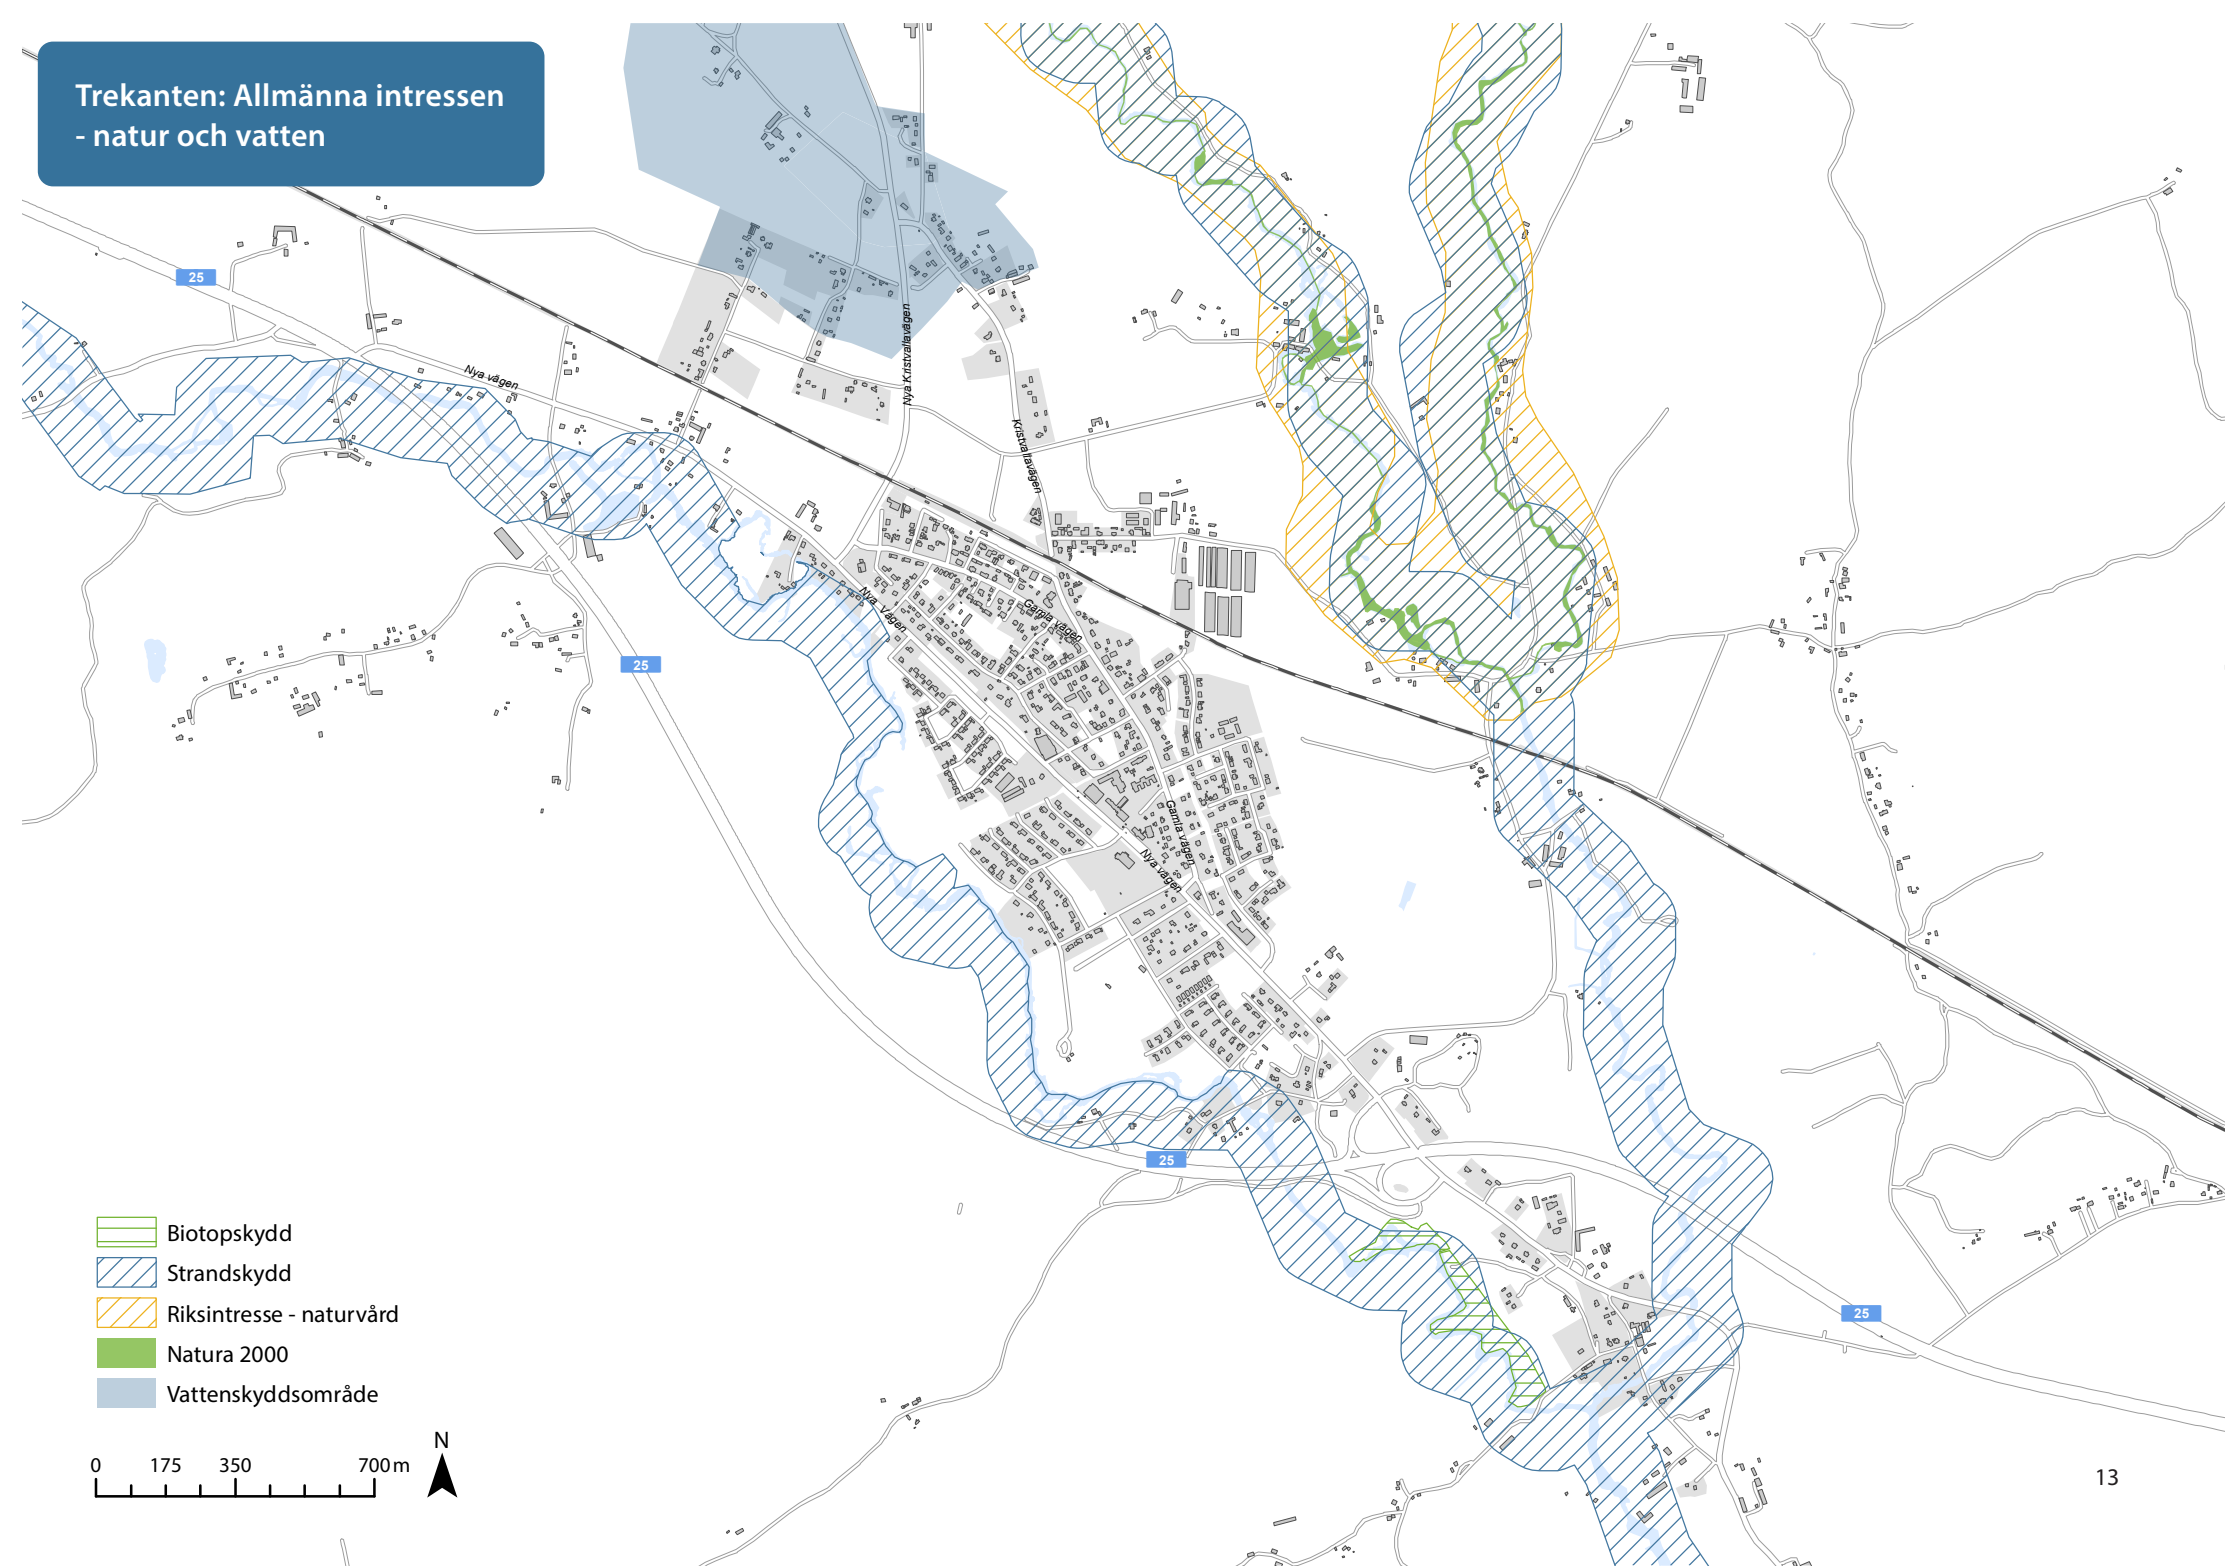 Trekanten: Allmänna intressen
- natur och vatten
25
Nya vägen
Nya Kristvallavägen
Kristvallavägen
Nya Vägen
Gamla vägen
25
Gamla vägen
Nya vägen
25
25
Biotopskydd
Strandskydd
Riksintresse - naturvård
Natura 2000
Vattenskyddsområde
N
0 175 350 700 m
13